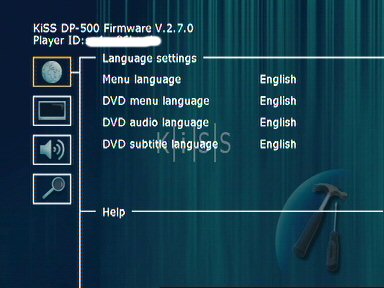 KiSS DP-500 Firmware V.2.7.0
Player ID:
Language settings
Menu language English
DVD menu language English
DVD audio language English
DVD subtitle language English
KiSS
Help